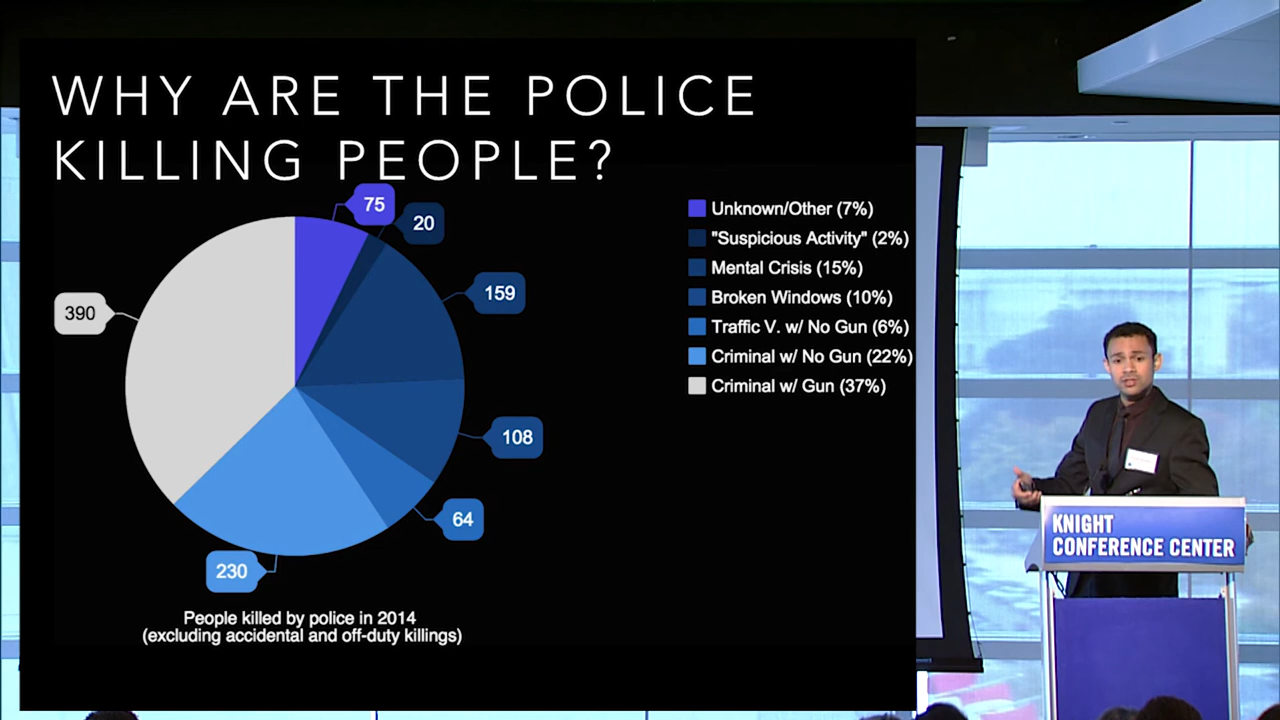 WHY ARE THE POLICE
KILLING PEOPLE?
75
20
159
390
108
64
230
Unknown/Other (7%)
"Suspicious Activity" (2%)
Mental Crisis (15%)
Broken Windows (10%)
Traffic V. w/ No Gun (6%)
Criminal w/ No Gun (22%)
Criminal w/ Gun (37%)
People killed by police in 2014
(excluding accidental and off-duty killings)
KNIGHT
CONFERENCE CENTER